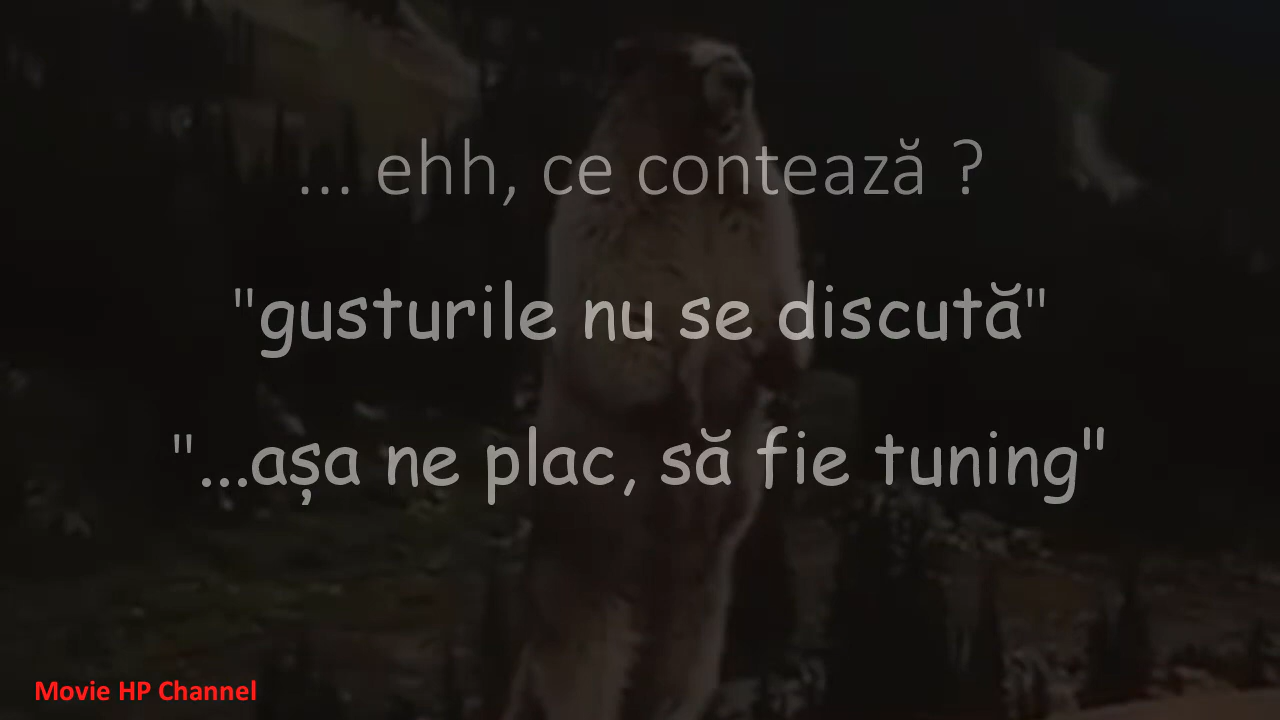 ... ehh, ce contează ?
"gusturile nu se discută"
"...așa ne plac, să fie tuning"
Movie HP Channel